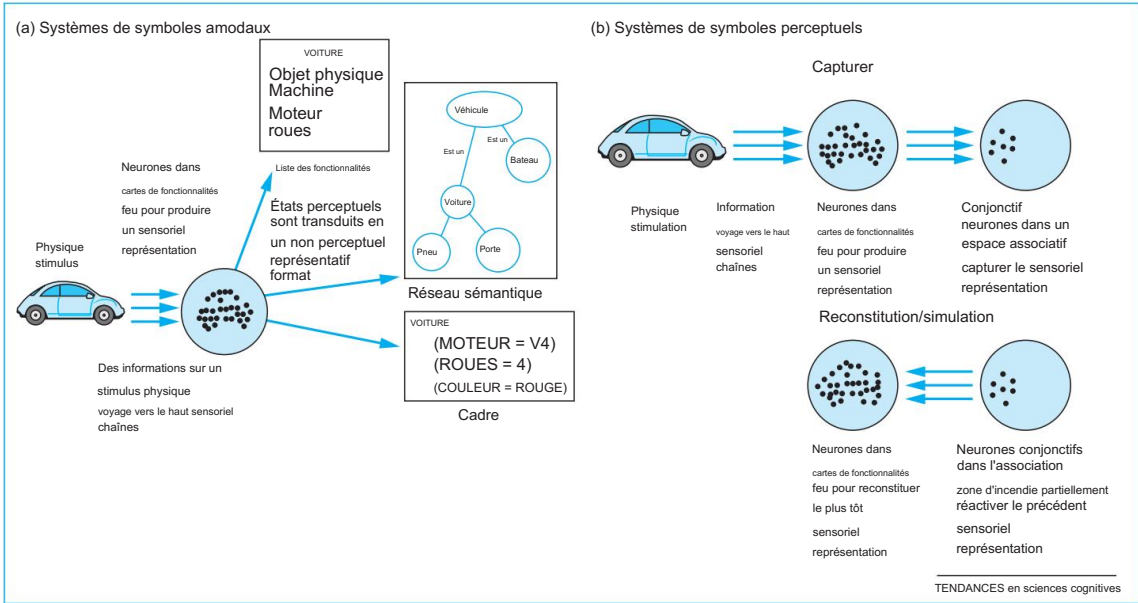 (a) Systèmes de symboles amodaux
VOITURE
Objet physique
Machine
Moteur
roues
Liste des fonctionnalités
Neurones dans
cartes de fonctionnalités
feu pour produire
un sensoriel
représentation
États perceptuels
sont transduits en
un non perceptuel
représentatif
format
Physique
stimulus
Des informations sur un
stimulus physique
voyage vers le haut sensoriel
chaînes
Véhicule
Est un
Est un
Bateau
Voiture
Pneu
Porte
Réseau sémantique
VOITURE
(MOTEUR = V4)
(ROUES = 4)
(COULEUR = ROUGE)
Cadre
(b) Systèmes de symboles perceptuels
Capturer
Physique
stimulation
Information
voyage vers le haut
sensoriel
chaînes
Neurones dans
cartes de fonctionnalités
feu pour produire
un sensoriel
représentation
Conjonctif
neurones dans un
espace associatif
capturer le sensoriel
représentation
Reconstitution/simulation
Neurones dans
cartes de fonctionnalités
feu pour reconstituer
le plus tôt
sensoriel
représentation
Neurones conjonctifs
dans l'association
zone d'incendie partiellement
réactiver le précédent
sensoriel
représentation
TENDANCES en sciences cognitives